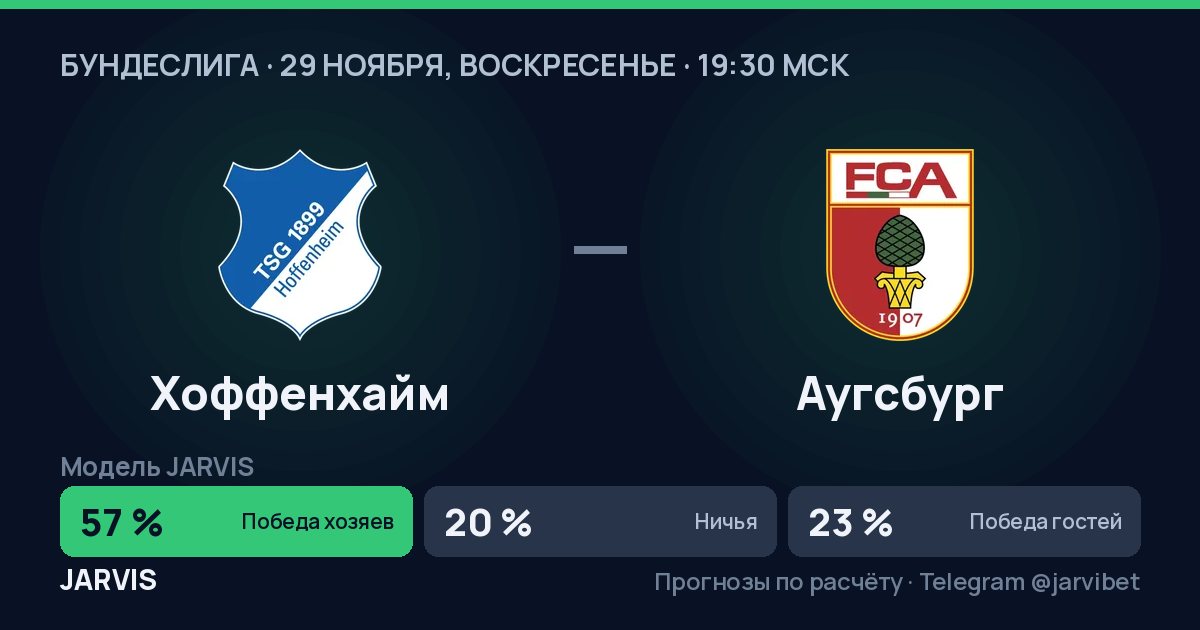 БУНДЕСЛИГА · 29 НОЯБРЯ, ВОСКРЕСЕНЬЕ · 19:30 МСК
TSG 1899
Hoffenheim
FCA
1907
—
Хоффенхайм
Аугсбург
Модель JARVIS
57 % Победа хозяев
20 % Ничья
23 % Победа гостей
JARVIS
Прогнозы по расчёту · Telegram @jarvibet